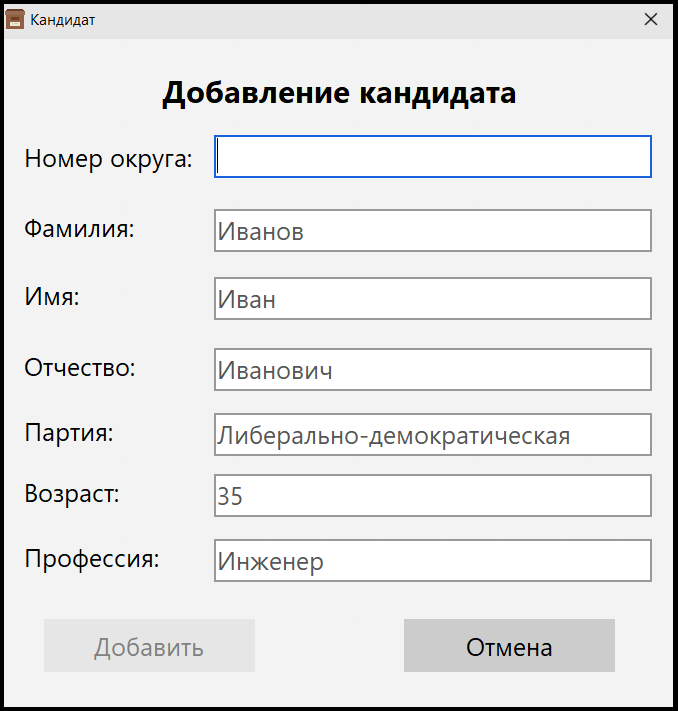 Кандидат
Добавление кандидата
Номер округа:
Фамилия: Иванов
Имя: Иван
Отчество: Иванович
Партия: Либерально-демократическая
Возраст: 35
Профессия: Инженер
Добавить Отмена